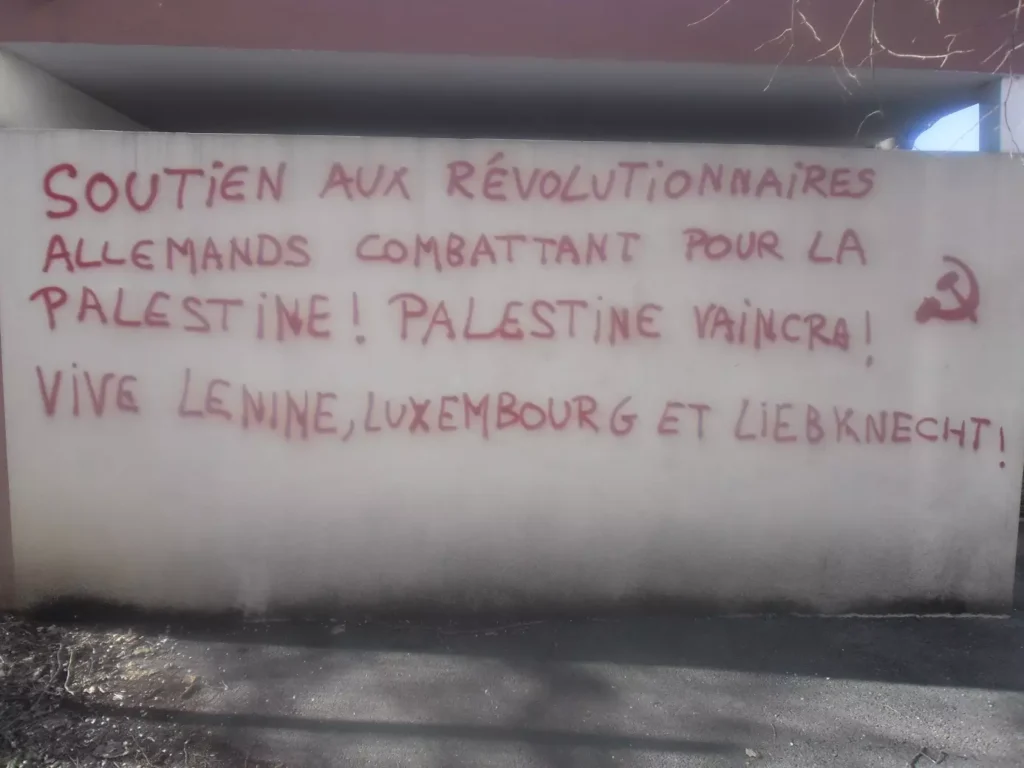 SOUTIEN AUX RÉVOLUTIONNAIRES
ALLEMANDS COMBATTANT POUR LA
PALESTINE! PALESTINE VAINCRA!
VIVE LENINE, LUXEMBOURG ET LIEBKNECHT!